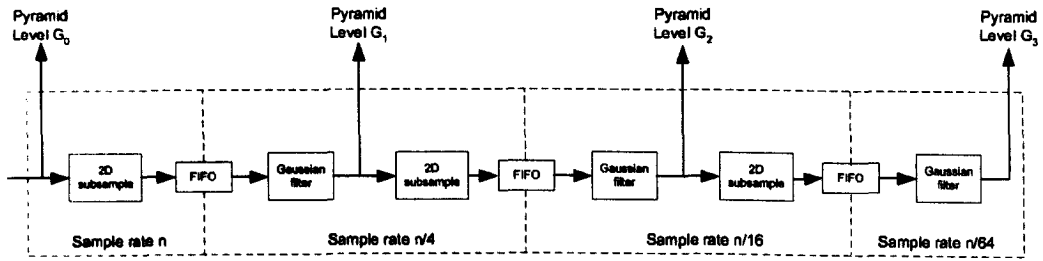 Pyramid
Level G0
Pyramid
Level G1
Pyramid
Level G2
Pyramid
Level G3
2D
subsample
FIFO
Gaussian
filter
2D
subsample
FIFO
Gaussian
filter
2D
subsample
FIFO
Gaussian
filter
Sample rate n
Sample rate n/4
Sample rate n/16
Sample rate n/64